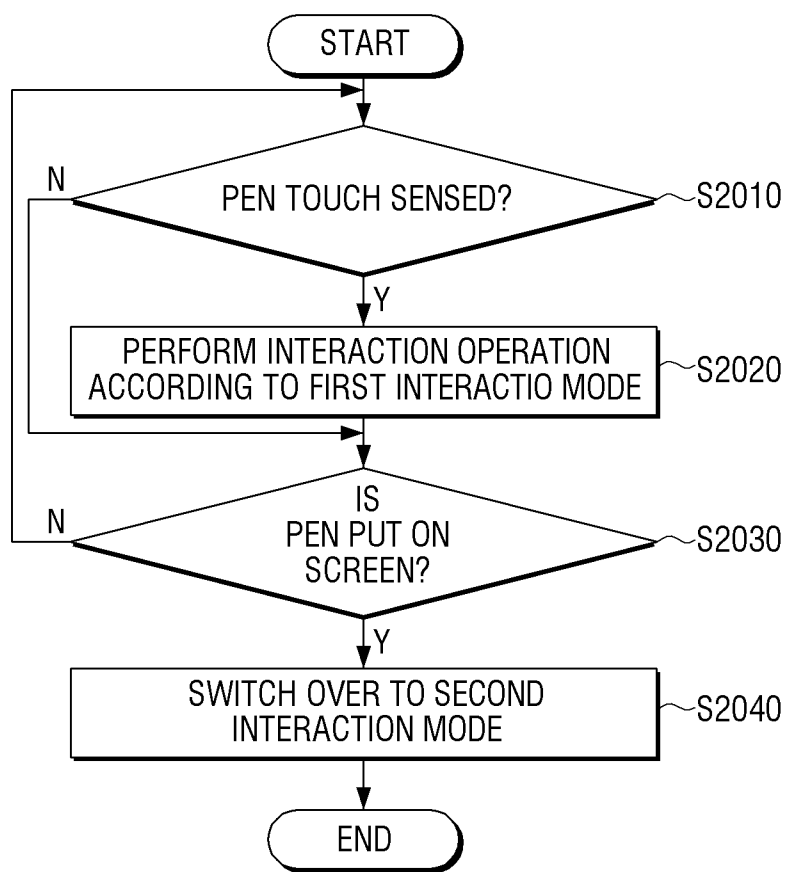 START
PEN TOUCH SENSED?
N
S2010
Y
PERFORM INTERACTION OPERATION
ACCORDING TO FIRST INTERACTIO MODE
S2020
IS
PEN PUT ON
SCREEN?
N
S2030
Y
SWITCH OVER TO SECOND
INTERACTION MODE
S2040
END